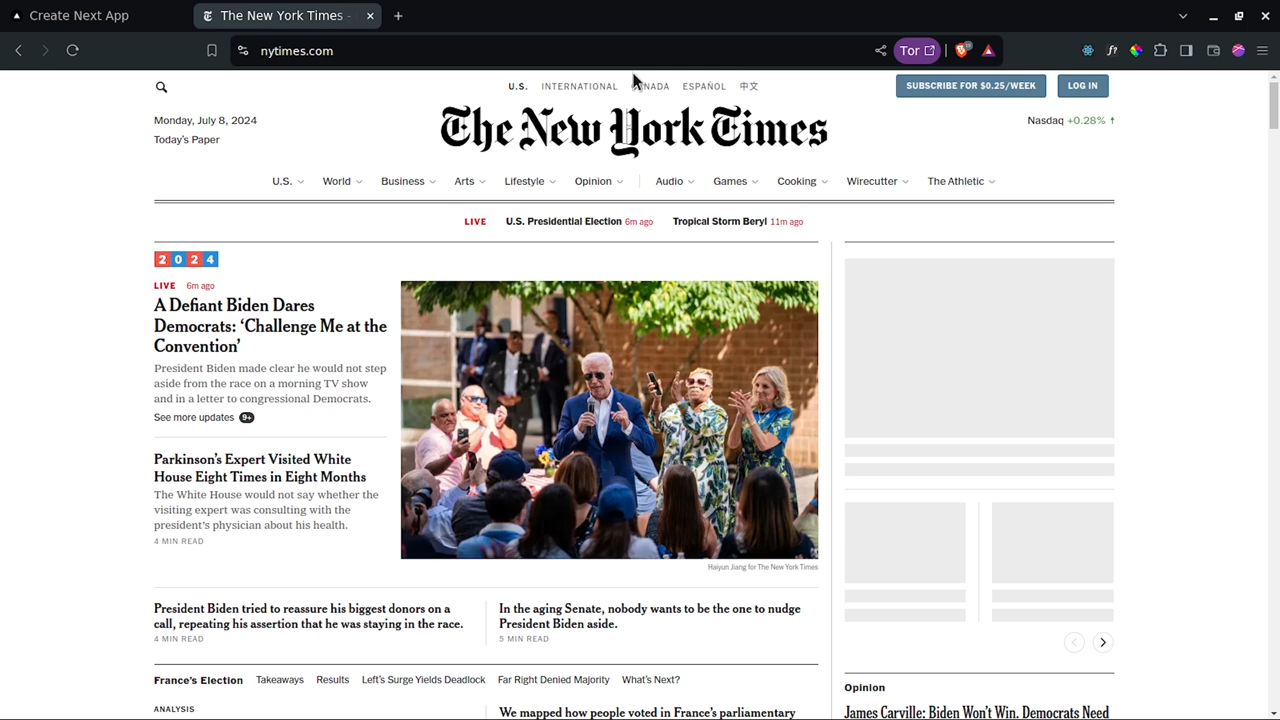 Create Next App
The New York Times -
nytimes.com
Tor
U.S. INTERNATIONAL CANADA ESPAÑOL 中文
SUBSCRIBE FOR $0.25/WEEK
LOG IN
Monday, July 8, 2024
Today's Paper
The New York Times
Nasdaq +0.28% ↑
U.S. World Business Arts Lifestyle Opinion Audio Games Cooking Wirecutter The Athletic
LIVE U.S. Presidential Election 6m ago Tropical Storm Beryl 11m ago
2024
LIVE 6m ago
A Defiant Biden Dares
Democrats: ‘Challenge Me at the
Convention’
President Biden made clear he would not step
aside from the race on a morning TV show
and in a letter to congressional Democrats.
See more updates 9+
Parkinson’s Expert Visited White
House Eight Times in Eight Months
The White House would not say whether the
visiting expert was consulting with the
president’s physician about his health.
4 MIN READ
Haiyun Jiang for The New York Times
President Biden tried to reassure his biggest donors on a
call, repeating his assertion that he was staying in the race.
4 MIN READ
In the aging Senate, nobody wants to be the one to nudge
President Biden aside.
5 MIN READ
France’s Election Takeaways Results Left’s Surge Yields Deadlock Far Right Denied Majority What’s Next?
ANALYSIS
We mapped how people voted in France’s parliamentary
Opinion
James Carville: Biden Won’t Win. Democrats Need